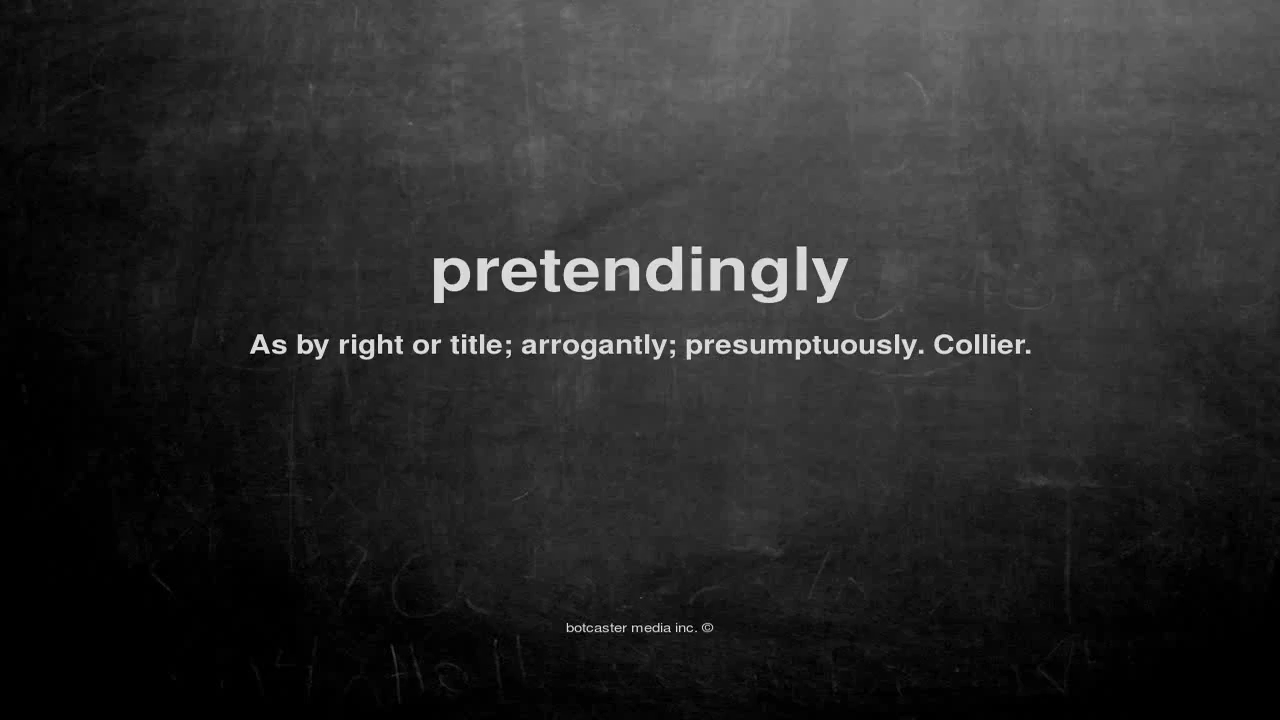 pretendingly
As by right or title; arrogantly; presumptuously. Collier.
botcaster media inc. ©